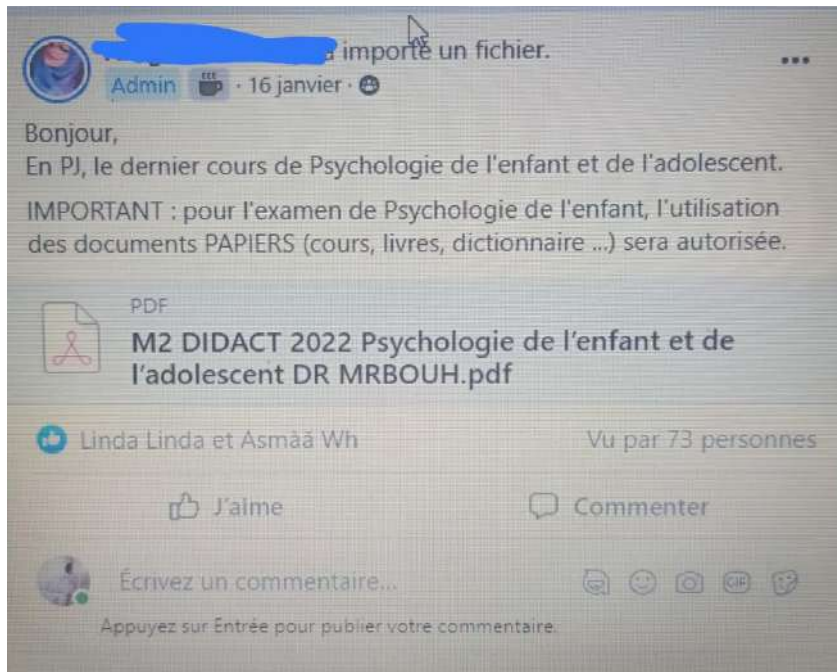 a importé un fichier.
Admin · 16 janvier ·
Bonjour,
En PJ, le dernier cours de Psychologie de l'enfant et de l'adolescent.
IMPORTANT : pour l'examen de Psychologie de l'enfant, l'utilisation
des documents PAPIERS (cours, livres, dictionnaire ...) sera autorisée.
PDF
M2 DIDACT 2022 Psychologie de l'enfant et de
l'adolescent DR MRBOUH.pdf
Linda Linda et Asmàâ Wh
Vu par 73 personnes
J'aime
Commenter
Écrivez un commentaire...
GIF
Appuyez sur Entrée pour publier votre commentaire.